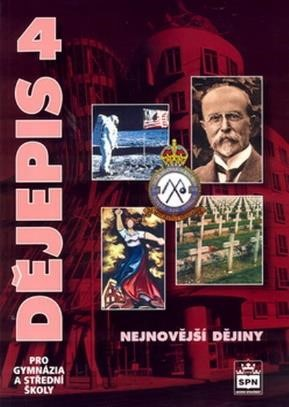 DĚJEPIS 4
NEJNOVĚJŠÍ DĚJINY
PRO
GYMNÁZIA
A STŘEDNÍ
ŠKOLY
SPN